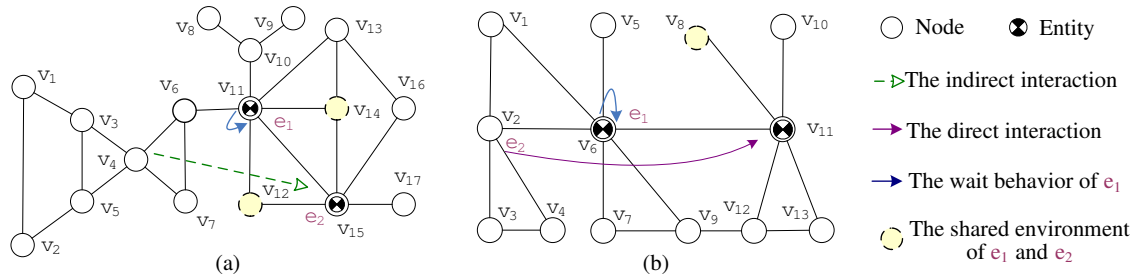 v1
v2
v3
v4
v5
v6
v7
v8
v9
v10
v11
v12
v13
v14
v15
v16
v17
e1
e2
(a)
v1
v2
v3
v4
v5
v6
v7
v8
v9
v10
v11
v12
v13
e1
e2
(b)
Node Entity
The indirect interaction
The direct interaction
The wait behavior of e1
The shared environment
of e1 and e2